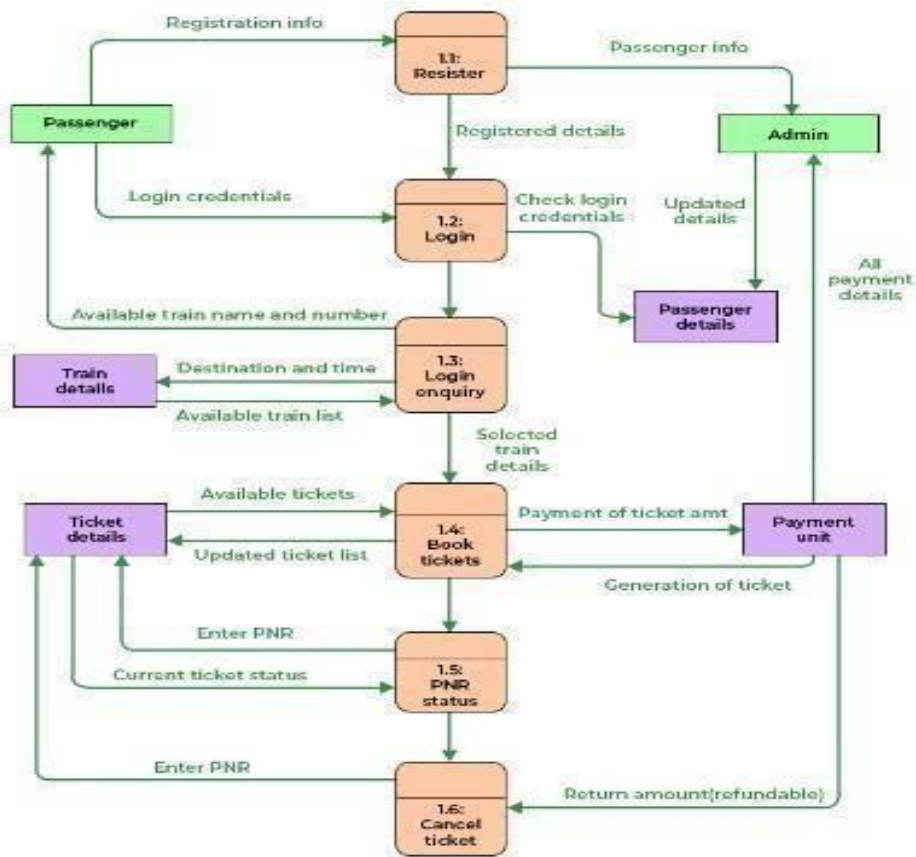 Registration info
1.1:
Resister
Passenger info
Passenger
Registered details
Admin
Login credentials
1.2:
Login
Check login
credentials
Updated
details
All
payment
details
Available train name and number
Passenger
details
1.3:
Login
enquiry
Train
details
Destination and time
Available train list
Selected
train
details
Available tickets
Ticket
details
1.4:
Book
tickets
Payment of ticket amt
Payment
unit
Updated ticket list
Generation of ticket
Enter PNR
1.5:
PNR
status
Current ticket status
Enter PNR
1.6:
Cancel
ticket
Return amount(refundable)